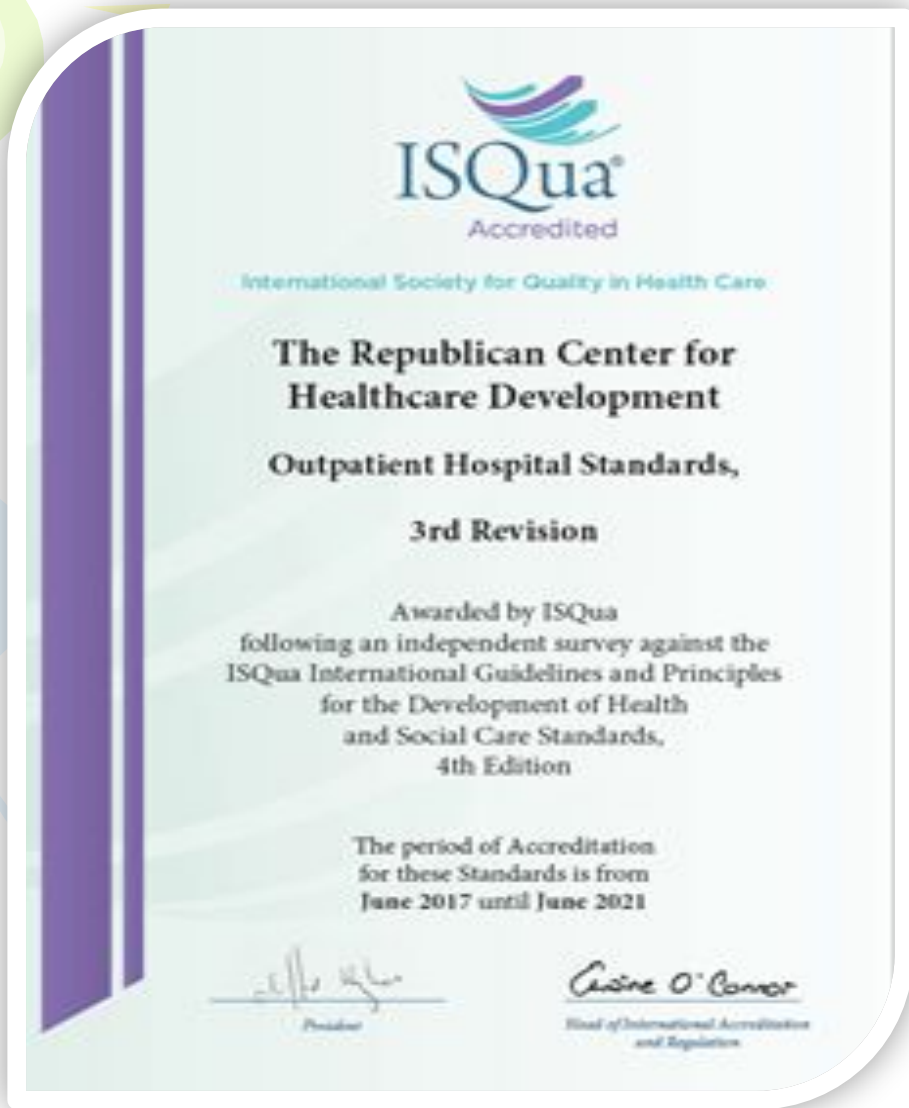 ISQua®
Accredited
International Society for Quality in Health Care
The Republican Center for
Healthcare Development
Outpatient Hospital Standards,
3rd Revision
Awarded by ISQua
following an independent survey against the
ISQua International Guidelines and Principles
for the Development of Health
and Social Care Standards,
4th Edition
The period of Accreditation
for these Standards is from
June 2017 until June 2021
O'Connor
President
Head of International Accreditation
and Regulation